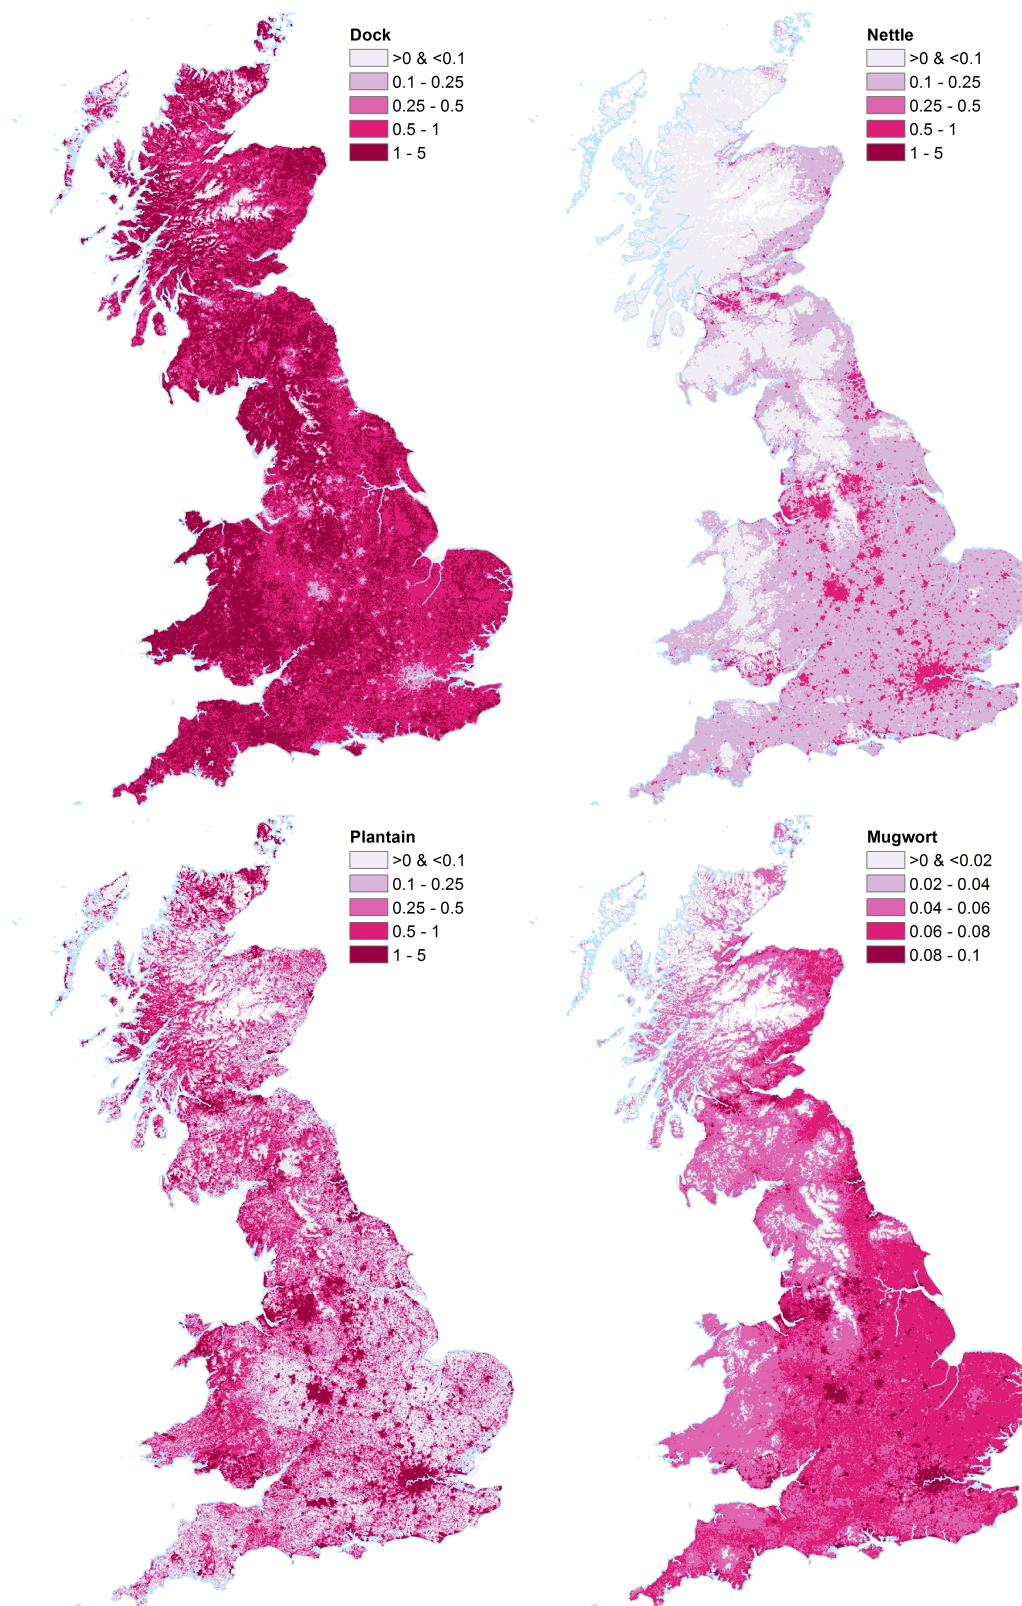 Dock
>0 & <0.1
0.1 - 0.25
0.25 - 0.5
0.5 - 1
1 - 5
Nettle
>0 & <0.1
0.1 - 0.25
0.25 - 0.5
0.5 - 1
1 - 5
Plantain
>0 & <0.1
0.1 - 0.25
0.25 - 0.5
0.5 - 1
1 - 5
Mugwort
>0 & <0.02
0.02 - 0.04
0.04 - 0.06
0.06 - 0.08
0.08 - 0.1